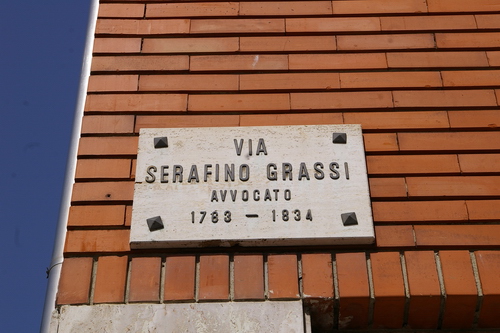 VIA
SERAFINO GRASSI
AVVOCATO
1783 - 1834